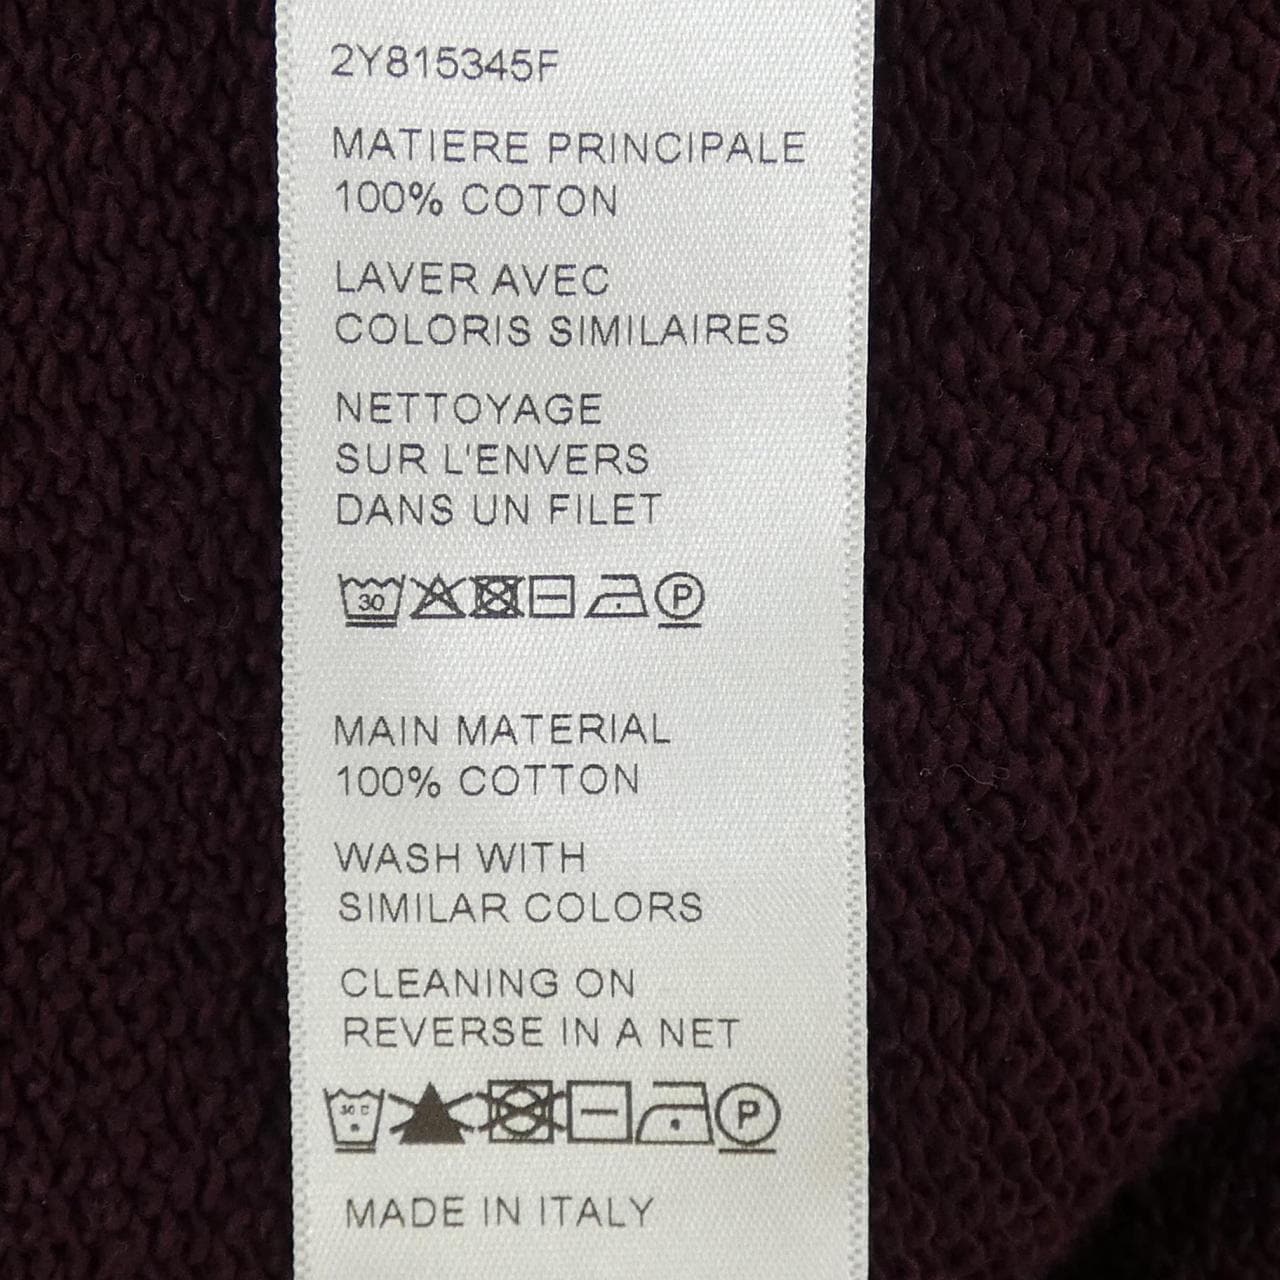 2Y815345F
MATIERE PRINCIPALE
100% COTON
LAVER AVEC
COLORIS SIMILAIRES
NETTOYAGE
SUR L'ENVERS
DANS UN FILET
30 P
MAIN MATERIAL
100% COTTON
WASH WITH
SIMILAR COLORS
CLEANING ON
REVERSE IN A NET
30 C P
MADE IN ITALY